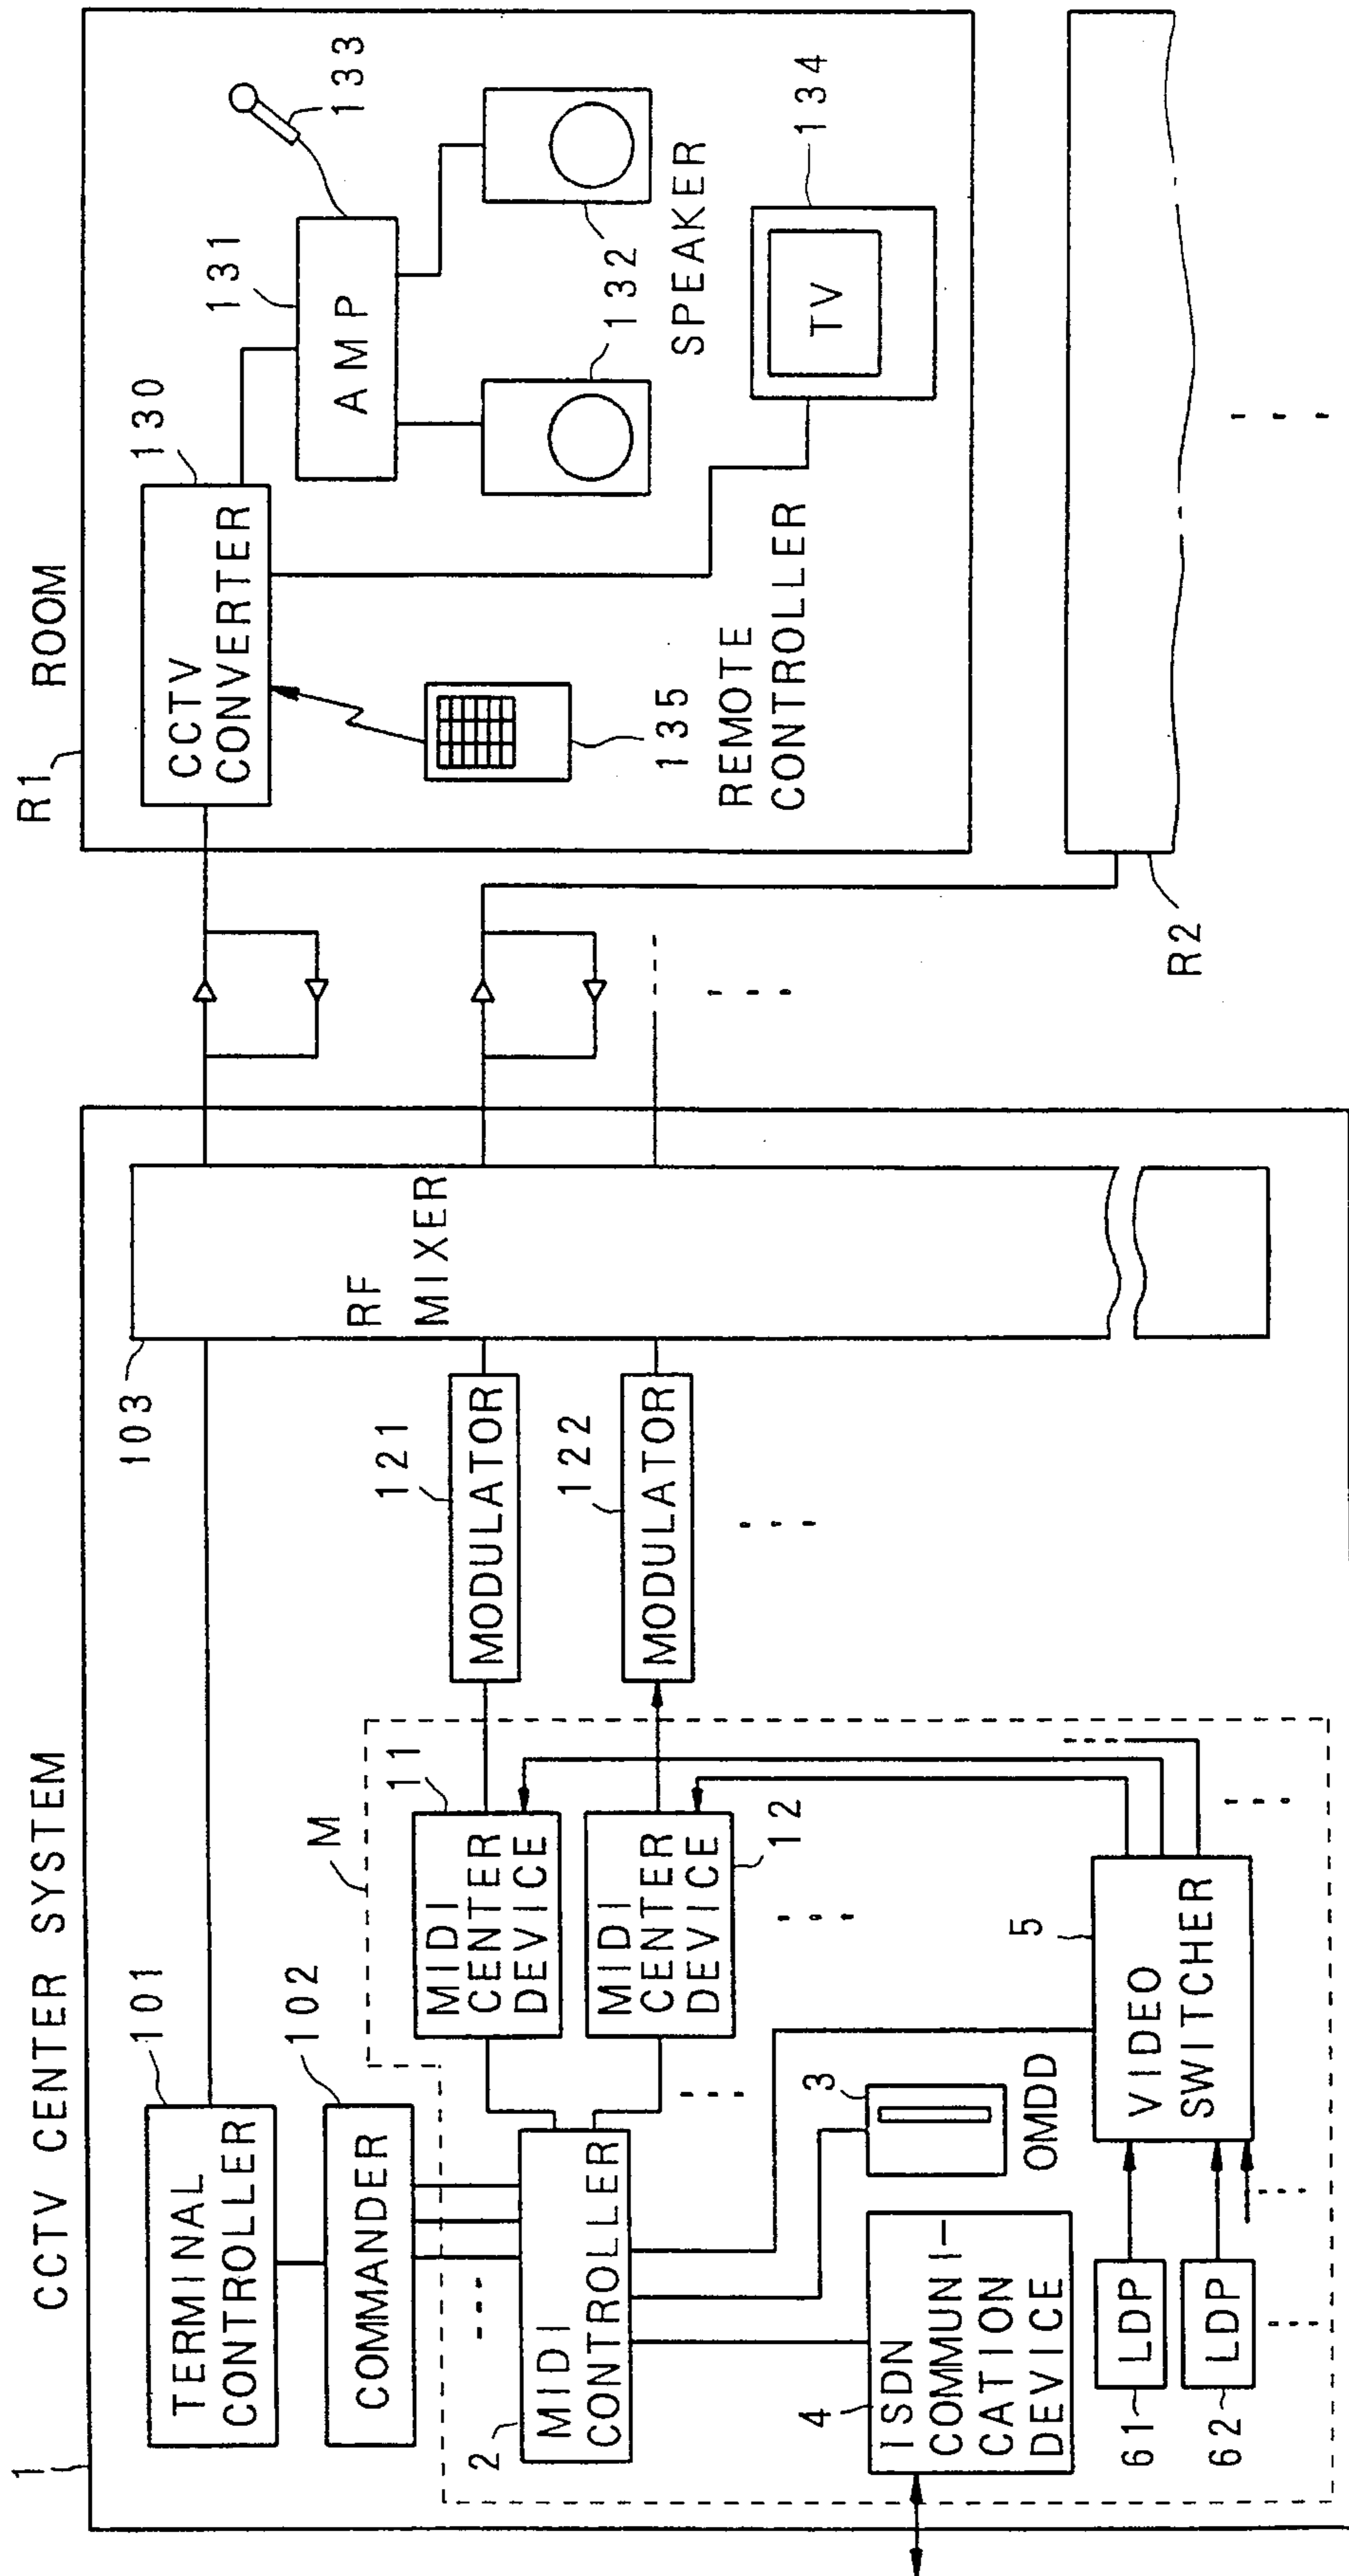 1
CCTV CENTER SYSTEM
101
TERMINAL
CONTROLLER
102
COMMANDER
M
2
MIDI
CONTROLLER
11
MIDI
CENTER
DEVICE
12
MIDI
CENTER
DEVICE
3
OMDD
4
ISDN
COMMUNI-
CATION
DEVICE
5
VIDEO
SWITCHER
61
LDP
62
LDP
121
MODULATOR
122
MODULATOR
103
RF
MIXER
R1
ROOM
130
CCTV
CONVERTER
131
AMP
133
132
SPEAKER
134
TV
135
REMOTE
CONTROLLER
R2